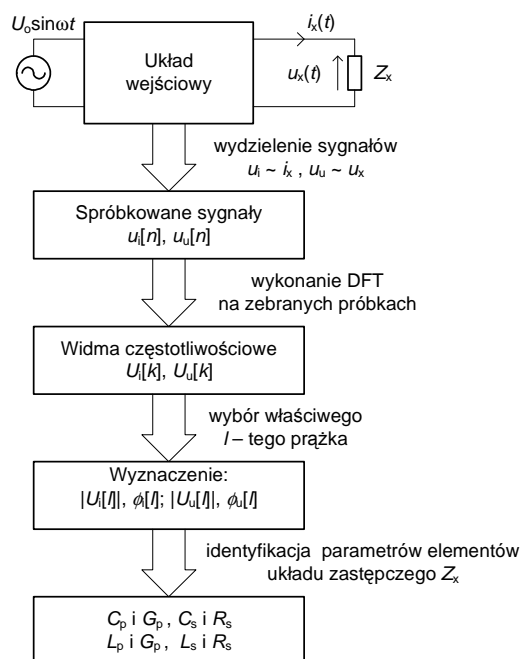 Uₒsinωt
iₓ(t)
Układ
wejściowy
uₓ(t)
Zₓ
wydzielenie sygnałów
uᵢ ~ iₓ , uᵤ ~ uₓ
Spróbkowane sygnały
uᵢ[n], uᵤ[n]
wykonanie DFT
na zebranych próbkach
Widma częstotliwościowe
Uᵢ[k], Uᵤ[k]
wybór właściwego
l – tego prążka
Wyznaczenie:
|Uᵢ[l]|, ϕᵢ[l]; |Uᵤ[l]|, ϕᵤ[l]
identyfikacja parametrów elementów
układu zastępczego Zₓ
Cₚ i Gₚ , Cₛ i Rₛ
Lₚ i Gₚ , Lₛ i Rₛ